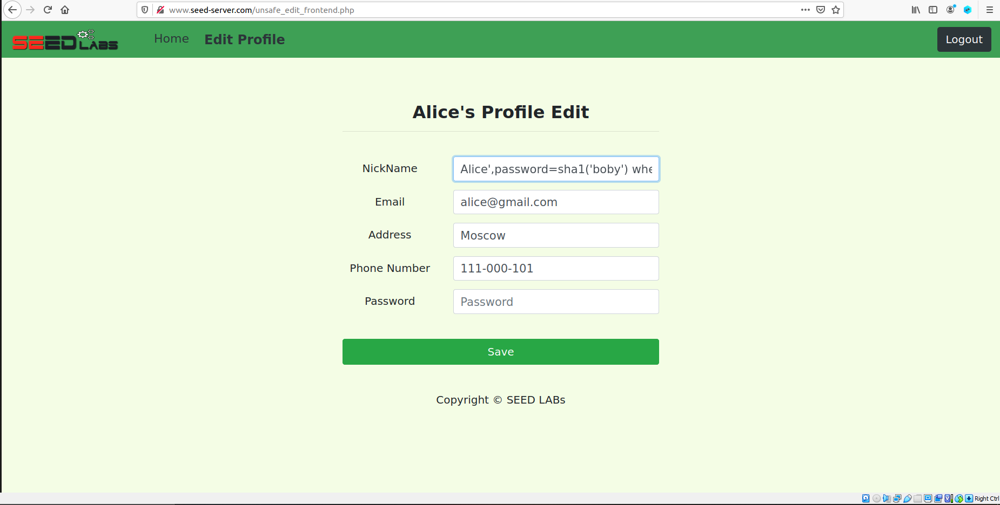 www.seed-server.com/unsafe_edit_frontend.php
SEED LABS Home Edit Profile Logout
Alice's Profile Edit
NickName Alice',password=sha1('boby') whe
Email alice@gmail.com
Address Moscow
Phone Number 111-000-101
Password Password
Save
Copyright © SEED LABs
Right Ctrl